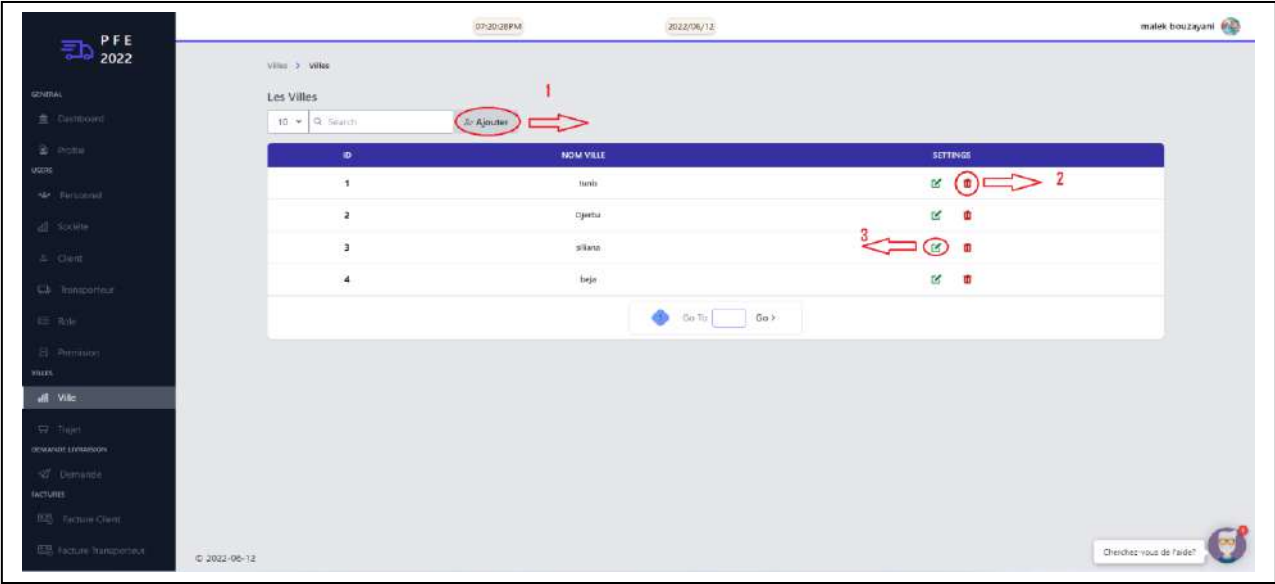 PFE
2022
07:20:28PM 2022/06/12 malek bouzayani
Villes > Villes
GENERAL
Dashboard
Profile
USERS
Personnel
Société
Client
Transporteur
Role
Permission
VILLES
Ville
Trajet
DEMANDE LIVRAISON
Demande
FACTURES
Facture Client
Facture Transporteur
Les Villes
1
10 Search Ajouter
ID NOM VILLE SETTINGS
1 tunis 2
2 Djerba
3 siliana 3
4 beja
1 Go To Go >
© 2022-06-12
Cherchez-vous de l'aide?